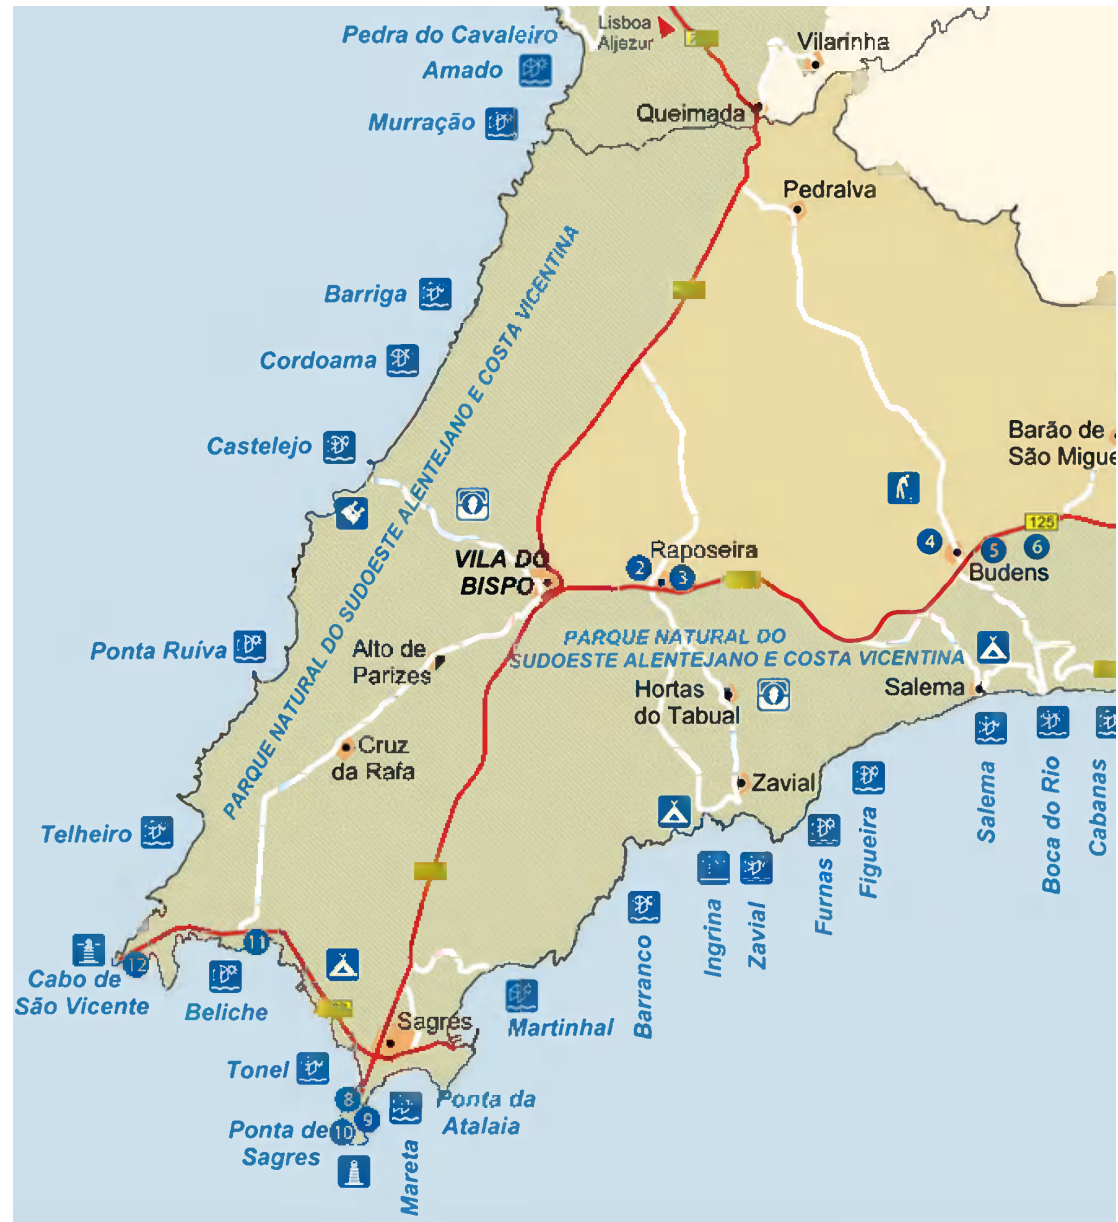 Pedra do Cavaleiro
Lisboa
Aljezur
Vilarinha
Amado
Queimada
Murração
Pedralva
Barriga
Cordoama
PARQUE NATURAL DO SUDOESTE ALENTEJANO E COSTA VICENTINA
Castelejo
Barão de
São Migue
125
4
5
6
Budens
VILA DO
BISPO
2
Raposeira
3
Ponta Ruíva
Alto de
Parizes
PARQUE NATURAL DO
SUDOESTE ALENTEJANO E COSTA VICENTINA
Hortas
do Tabual
Salema
Cruz
da Rafa
Zavial
Telheiro
Salema
Boca do Rio
Cabanas
Figueira
Furnas
Zavial
Ingrina
Barranco
11
12
Cabo de
São Vicente
Beliche
Martinhal
Sagres
Tonel
8
9
10
Ponta de
Sagres
Mareta
Ponta da
Atalaia